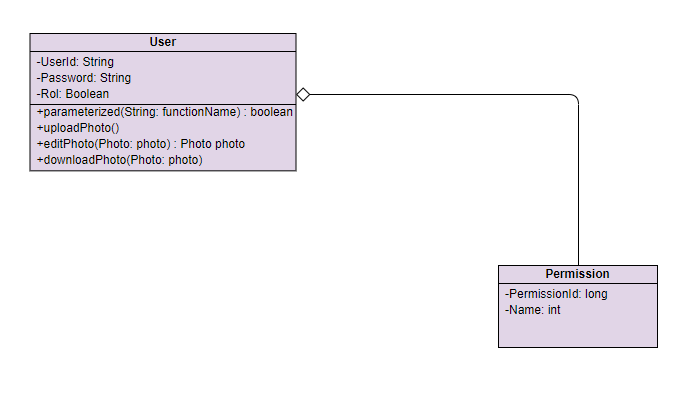 User
-UserId: String
-Password: String
-Rol: Boolean
+parameterized(String: functionName) : boolean
+uploadPhoto()
+editPhoto(Photo: photo) : Photo photo
+downloadPhoto(Photo: photo)
Permission
-PermissionId: long
-Name: int